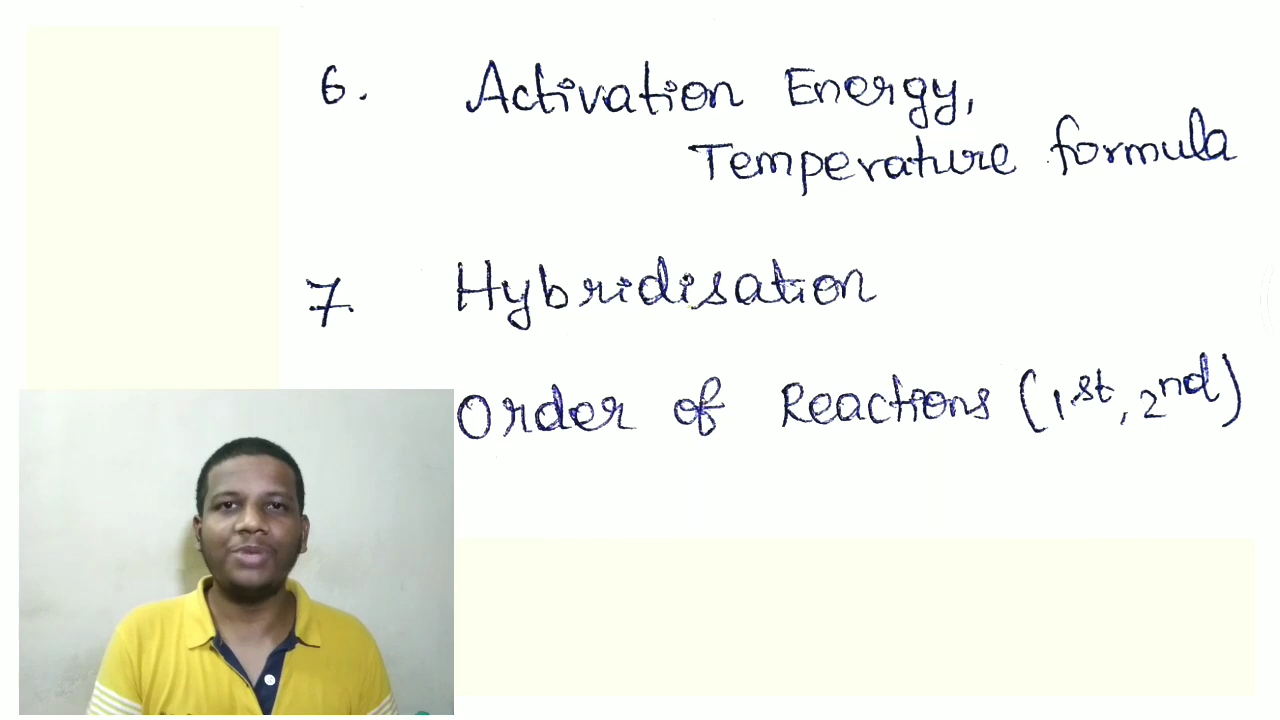 6. Activation Energy,
Temperature formula
7. Hybridisation
Order of Reactions (1st, 2nd)